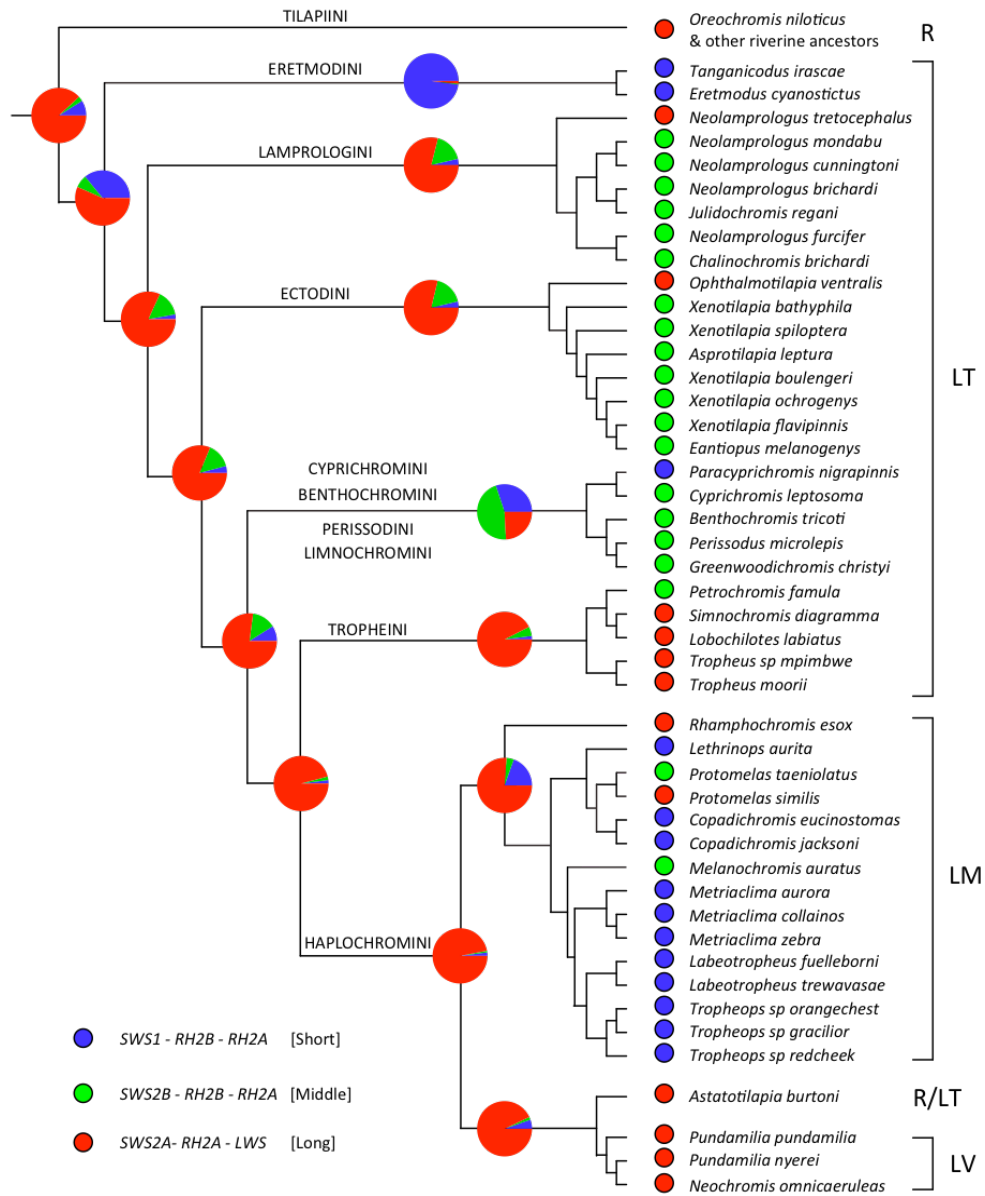 TILAPIINI
Oreochromis niloticus
& other riverine ancestors
R
ERETMODINI
Tanganicodus irascae
Eretmodus cyanostictus
Neolamprologus tretocephalus
LAMPROLOGINI
Neolamprologus mondabu
Neolamprologus cunningtoni
Neolamprologus brichardi
Julidochromis regani
Neolamprologus furcifer
Chalinochromis brichardi
ECTODINI
Ophthalmotilapia ventralis
Xenotilapia bathyphila
Xenotilapia spiloptera
Asprotilapia leptura
Xenotilapia boulengeri
Xenotilapia ochrogenys
Xenotilapia flavipinnis
Eantiopus melanogenys
LT
CYPRICHROMINI
BENTHOCHROMINI
PERISSODINI
LIMNOCHROMINI
Paracyprichromis nigrapinnis
Cyprichromis leptosoma
Benthochromis tricoti
Perissodus microlepis
Greenwoodichromis christyi
TROPHEINI
Petrochromis famula
Simnochromis diagramma
Lobochilotes labiatus
Tropheus sp mpimbwe
Tropheus moorii
Rhamphochromis esox
Lethrinops aurita
Protomelas taeniolatus
Protomelas similis
Copadichromis eucinostomas
Copadichromis jacksoni
Melanochromis auratus
LM
Metriaclima aurora
Metriaclima collainos
Metriaclima zebra
HAPLOCHROMINI
Labeotropheus fuelleborni
Labeotropheus trewavasae
Tropheops sp orangechest
Tropheops sp gracilior
Tropheops sp redcheek
SWS1 - RH2B - RH2A [Short]
SWS2B - RH2B - RH2A [Middle]
SWS2A- RH2A - LWS [Long]
Astatotilapia burtoni
R/LT
Pundamilia pundamilia
Pundamilia nyerei
Neochromis omnicaeruleas
LV